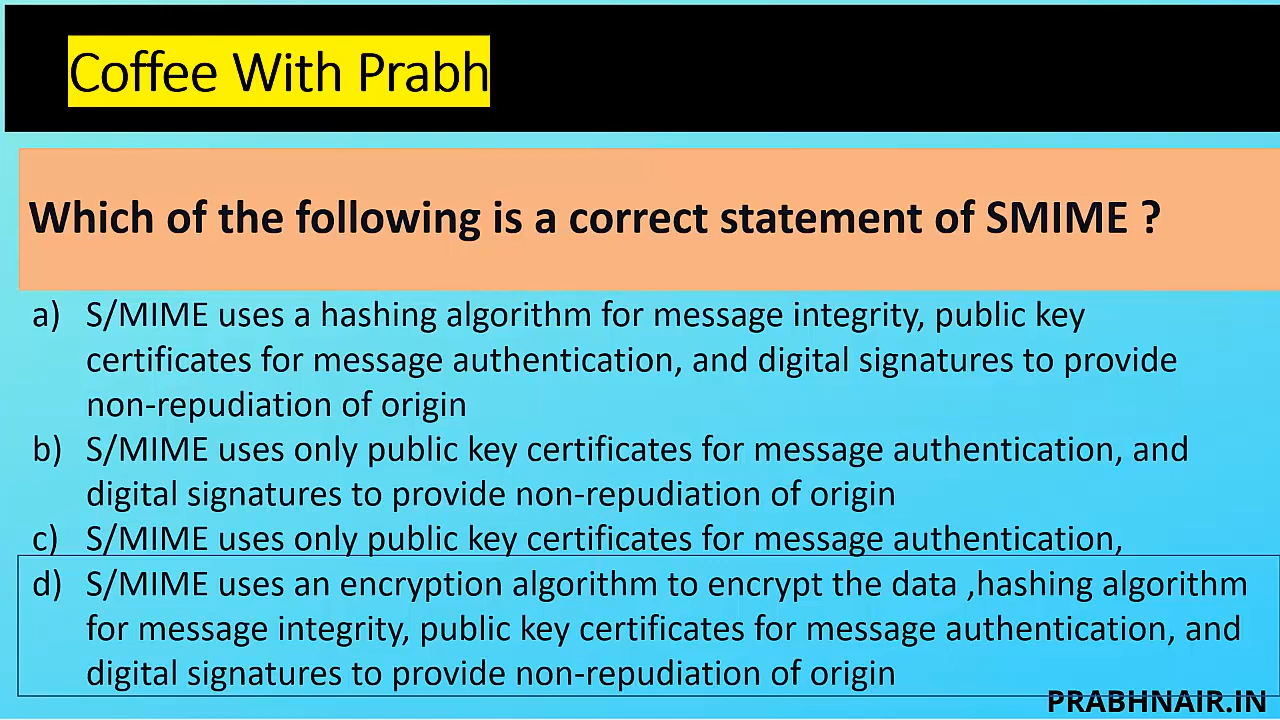 Coffee With Prabh
Which of the following is a correct statement of SMIME ?
a) S/MIME uses a hashing algorithm for message integrity, public key
certificates for message authentication, and digital signatures to provide
non-repudiation of origin
b) S/MIME uses only public key certificates for message authentication, and
digital signatures to provide non-repudiation of origin
c) S/MIME uses only public key certificates for message authentication,
d) S/MIME uses an encryption algorithm to encrypt the data ,hashing algorithm
for message integrity, public key certificates for message authentication, and
digital signatures to provide non-repudiation of origin
PRABHNAIR.IN